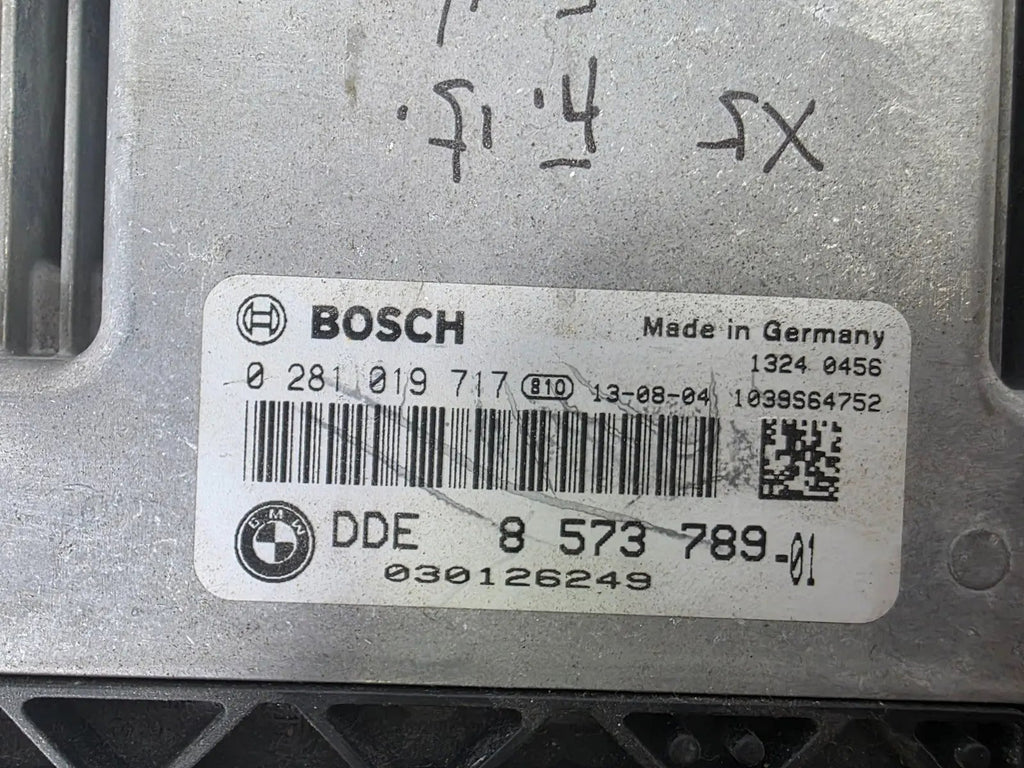 BOSCH
Made in Germany
1324 0456
0 281 019 717 810 13-08-04 1039S64752
BMW
DDE 8 573 789-01
030126249